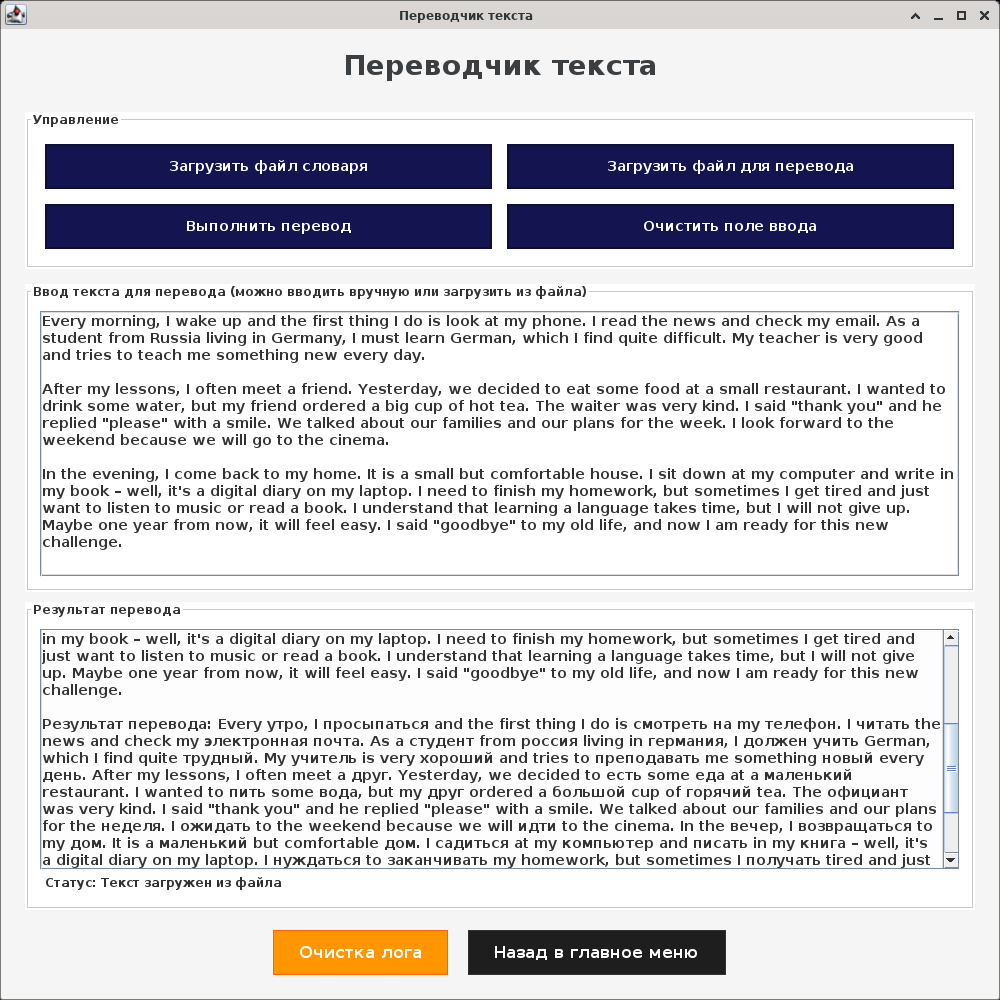 Переводчик текста
Переводчик текста
Управление
Загрузить файл словаря
Загрузить файл для перевода
Выполнить перевод
Очистить поле ввода
Ввод текста для перевода (можно вводить вручную или загрузить из файла)
Every morning, I wake up and the first thing I do is look at my phone. I read the news and check my email. As a
student from Russia living in Germany, I must learn German, which I find quite difficult. My teacher is very good
and tries to teach me something new every day.
After my lessons, I often meet a friend. Yesterday, we decided to eat some food at a small restaurant. I wanted to
drink some water, but my friend ordered a big cup of hot tea. The waiter was very kind. I said "thank you" and he
replied "please" with a smile. We talked about our families and our plans for the week. I look forward to the
weekend because we will go to the cinema.
In the evening, I come back to my home. It is a small but comfortable house. I sit down at my computer and write in
my book – well, it's a digital diary on my laptop. I need to finish my homework, but sometimes I get tired and just
want to listen to music or read a book. I understand that learning a language takes time, but I will not give up.
Maybe one year from now, it will feel easy. I said "goodbye" to my old life, and now I am ready for this new
challenge.
Результат перевода
in my book – well, it's a digital diary on my laptop. I need to finish my homework, but sometimes I get tired and
just want to listen to music or read a book. I understand that learning a language takes time, but I will not give
up. Maybe one year from now, it will feel easy. I said "goodbye" to my old life, and now I am ready for this new
challenge.
Результат перевода: Every утро, I просыпаться and the first thing I do is смотреть на my телефон. I читать the
news and check my электронная почта. As a студент from россия living in германия, I должен учить German,
which I find quite трудный. My учитель is very хороший and tries to преподавать me something новый every
день. After my lessons, I often meet a друг. Yesterday, we decided to есть some еда at a маленький
restaurant. I wanted to пить some вода, but my друг ordered a большой cup of горячий tea. The официант
was very kind. I said "thank you" and he replied "please" with a smile. We talked about our families and our plans
for the неделя. I ожидать to the weekend because we will идти to the cinema. In the вечер, I возвращаться to
my дом. It is a маленький but comfortable дом. I садиться at my компьютер and писать in my книга – well, it's
a digital diary on my laptop. I нуждаться to заканчивать my homework, but sometimes I получать tired and just
Статус: Текст загружен из файла
Очистка лога
Назад в главное меню